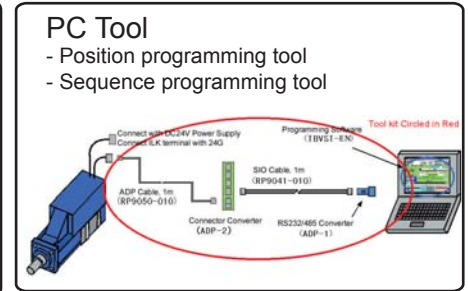 PC Tool
- Position programming tool
- Sequence programming tool
Tool kit Circled in Red
Connect with DC24V Power Supply
Connect ILK terminal with 24G
Programming Software
(TBVST-EN)
SIO Cable, 1m
(RP9041-010)
ADP Cable, 1m
(RP9050-010)
Connector Converter
(ADP-2)
RS232/485 Converter
(ADP-1)